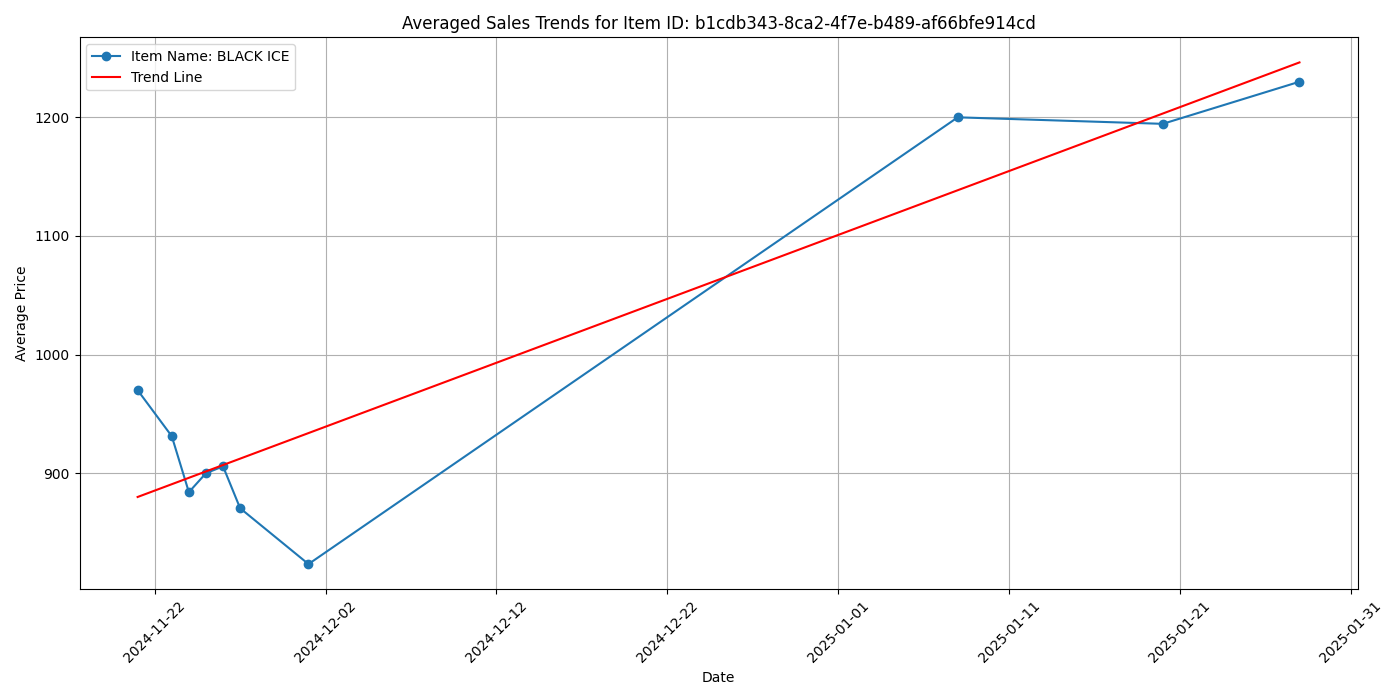 Averaged Sales Trends for Item ID: b1cdb343-8ca2-4f7e-b489-af66bfe914cd
Item Name: BLACK ICE
Trend Line
Average Price
1200
1100
1000
900
2024-11-22
2024-12-02
2024-12-12
2024-12-22
2025-01-01
2025-01-11
2025-01-21
2025-01-31
Date